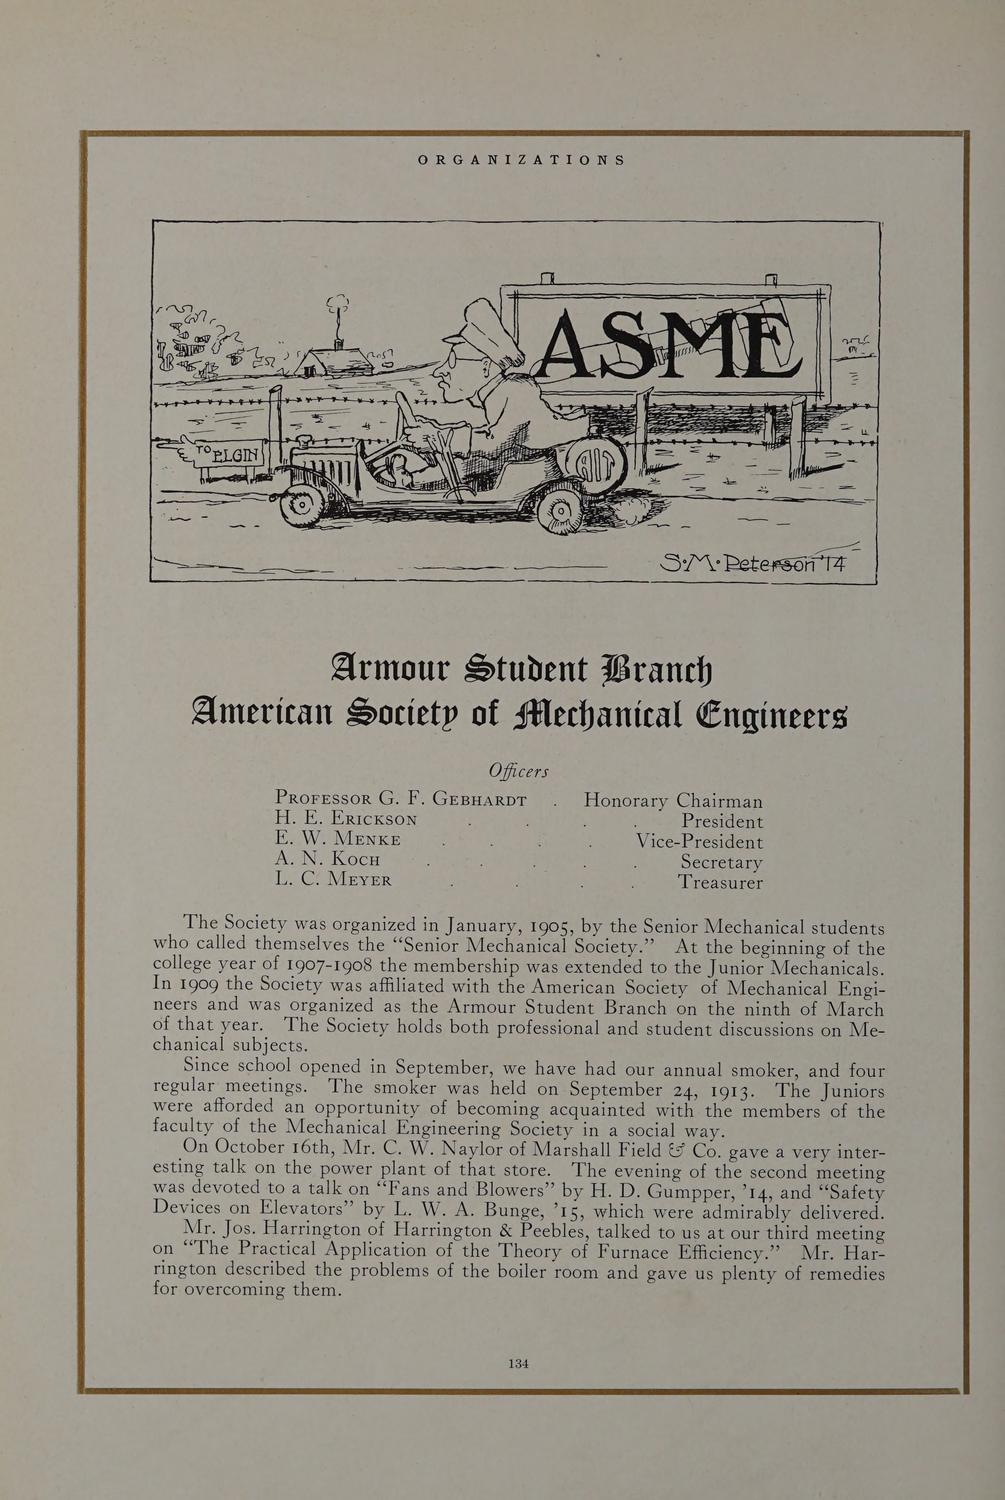 ORGANIZATIONS
ASME
TO ELGIN
AIT
S. M. Peterson '14
Armour Student Branch
American Society of Mechanical Engineers
Officers
PROFESSOR G. F. GEBHARDT . Honorary Chairman
H. E. ERICKSON . . . . President
E. W. MENKE . . . . Vice-President
A. N. KOCH . . . . . Secretary
L. C. MEYER . . . . Treasurer
The Society was organized in January, 1905, by the Senior Mechanical students
who called themselves the “Senior Mechanical Society.” At the beginning of the
college year of 1907-1908 the membership was extended to the Junior Mechanicals.
In 1909 the Society was affiliated with the American Society of Mechanical Engi-
neers and was organized as the Armour Student Branch on the ninth of March
of that year. The Society holds both professional and student discussions on Me-
chanical subjects.
Since school opened in September, we have had our annual smoker, and four
regular meetings. The smoker was held on September 24, 1913. The Juniors
were afforded an opportunity of becoming acquainted with the members of the
faculty of the Mechanical Engineering Society in a social way.
On October 16th, Mr. C. W. Naylor of Marshall Field & Co. gave a very inter-
esting talk on the power plant of that store. The evening of the second meeting
was devoted to a talk on “Fans and Blowers” by H. D. Gumpper, ’14, and “Safety
Devices on Elevators” by L. W. A. Bunge, ’15, which were admirably delivered.
Mr. Jos. Harrington of Harrington & Peebles, talked to us at our third meeting
on “The Practical Application of the Theory of Furnace Efficiency.” Mr. Har-
rington described the problems of the boiler room and gave us plenty of remedies
for overcoming them.
134